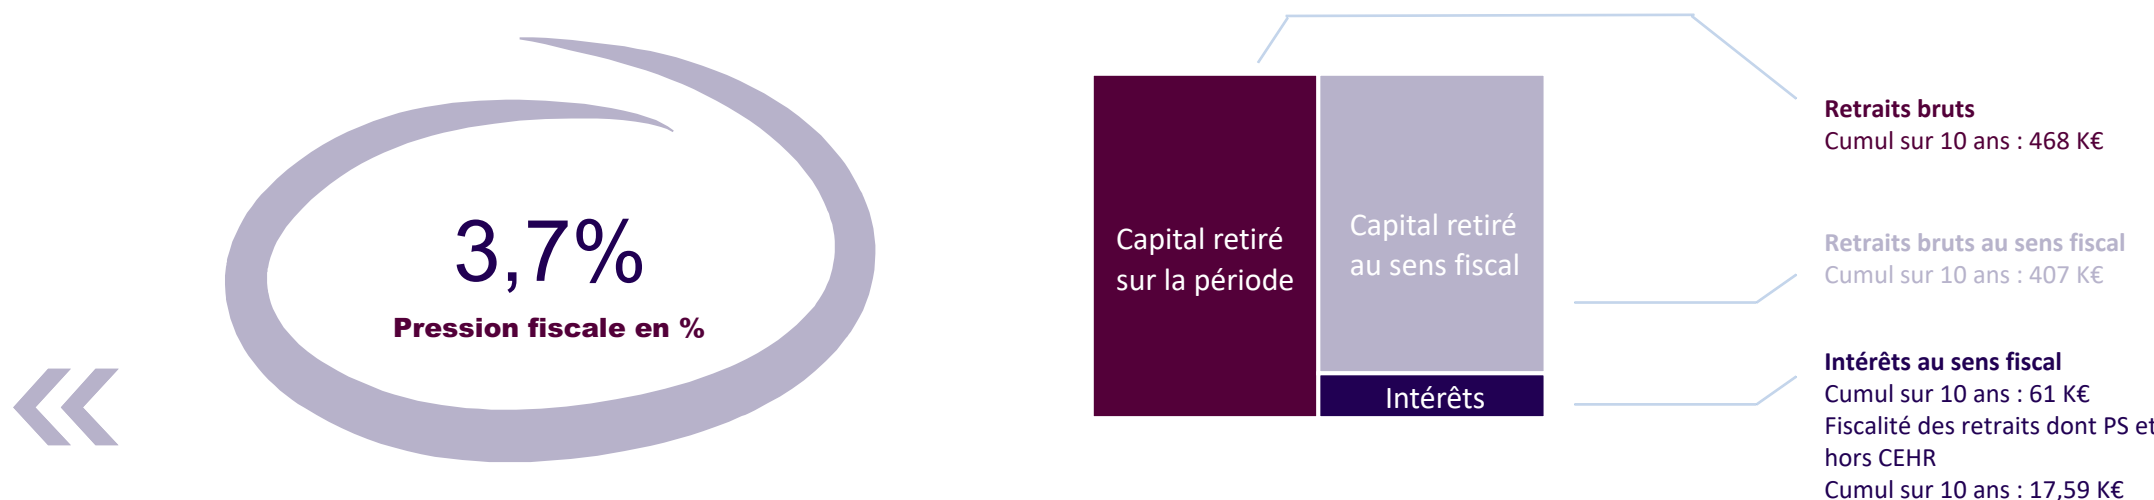 3,7%
Pression fiscale en %
Capital retiré
sur la période
Capital retiré
au sens fiscal
Intérêts
Retraits bruts
Cumul sur 10 ans : 468 K€
Retraits bruts au sens fiscal
Cumul sur 10 ans : 407 K€
Intérêts au sens fiscal
Cumul sur 10 ans : 61 K€
Fiscalité des retraits dont PS et
hors CEHR
Cumul sur 10 ans : 17,59 K€